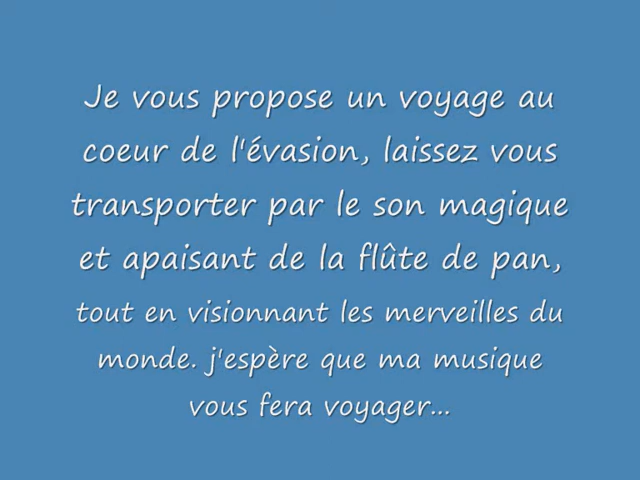 Je vous propose un voyage au
coeur de l'évasion, laissez vous
transporter par le son magique
et apaisant de la flûte de pan,
tout en visionnant les merveilles du
monde. j'espère que ma musique
vous fera voyager...